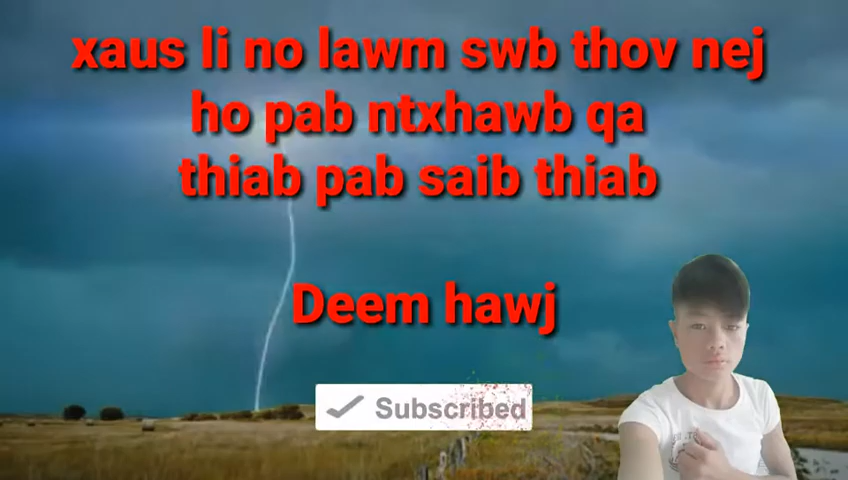 xaus li no lawm swb thov nej
ho pab ntxhawb qa
thiab pab saib thiab
Deem hawj
Subscribed